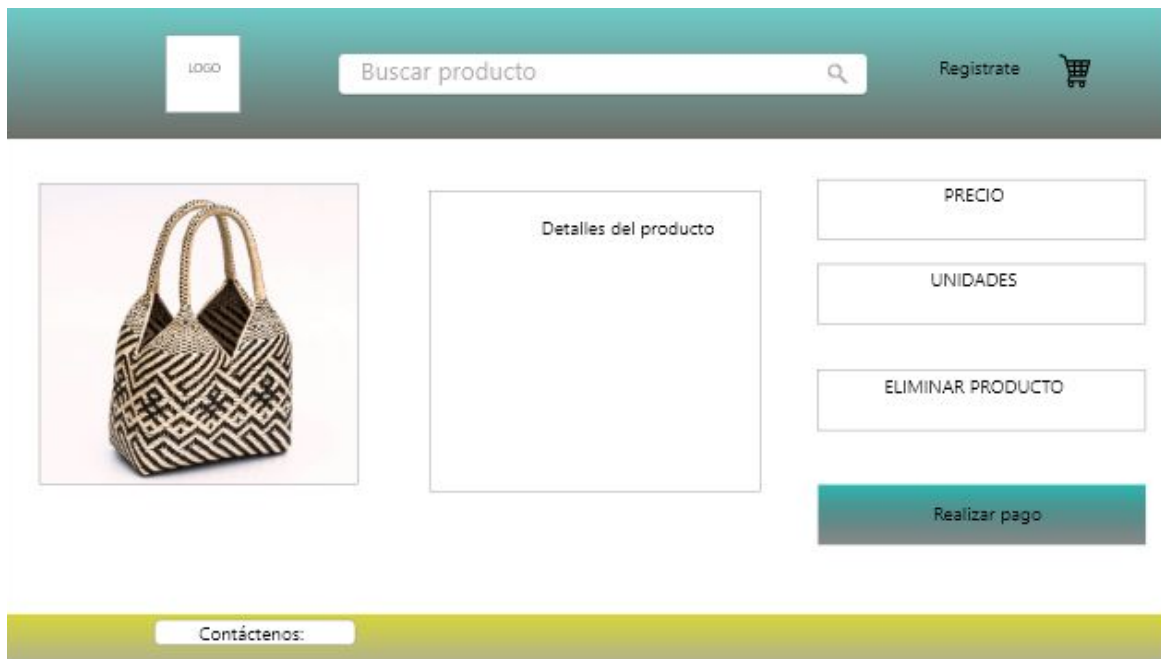 LOGO
Buscar producto
Registrate
Detalles del producto
PRECIO
UNIDADES
ELIMINAR PRODUCTO
Realizar pago
Contáctenos: